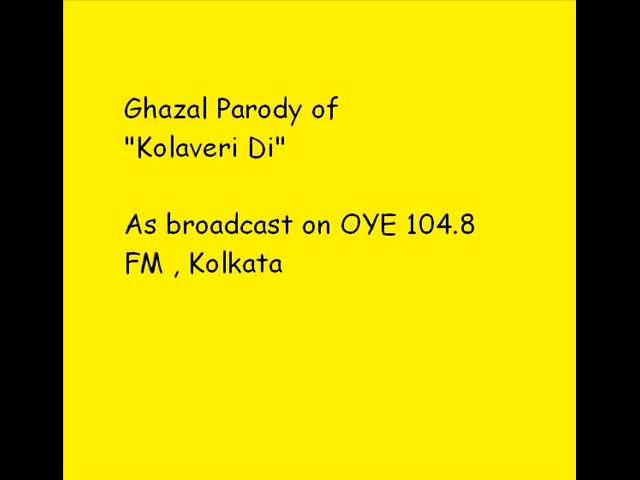 Ghazal Parody of
"Kolaveri Di"
As broadcast on OYE 104.8
FM , Kolkata